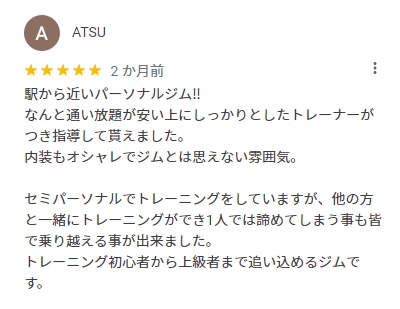 A ATSU
★★★★★ 2 か月前
駅から近いパーソナルジム!!
なんと通い放題が安い上にしっかりとしたトレーナーが
つき指導して貰えました。
内装もオシャレでジムとは思えない雰囲気。
セミパーソナルでトレーニングをしていますが、他の方
と一緒にトレーニングができ1人では諦めてしまう事も皆
で乗り越える事が出来ました。
トレーニング初心者から上級者まで追い込めるジムで
す。